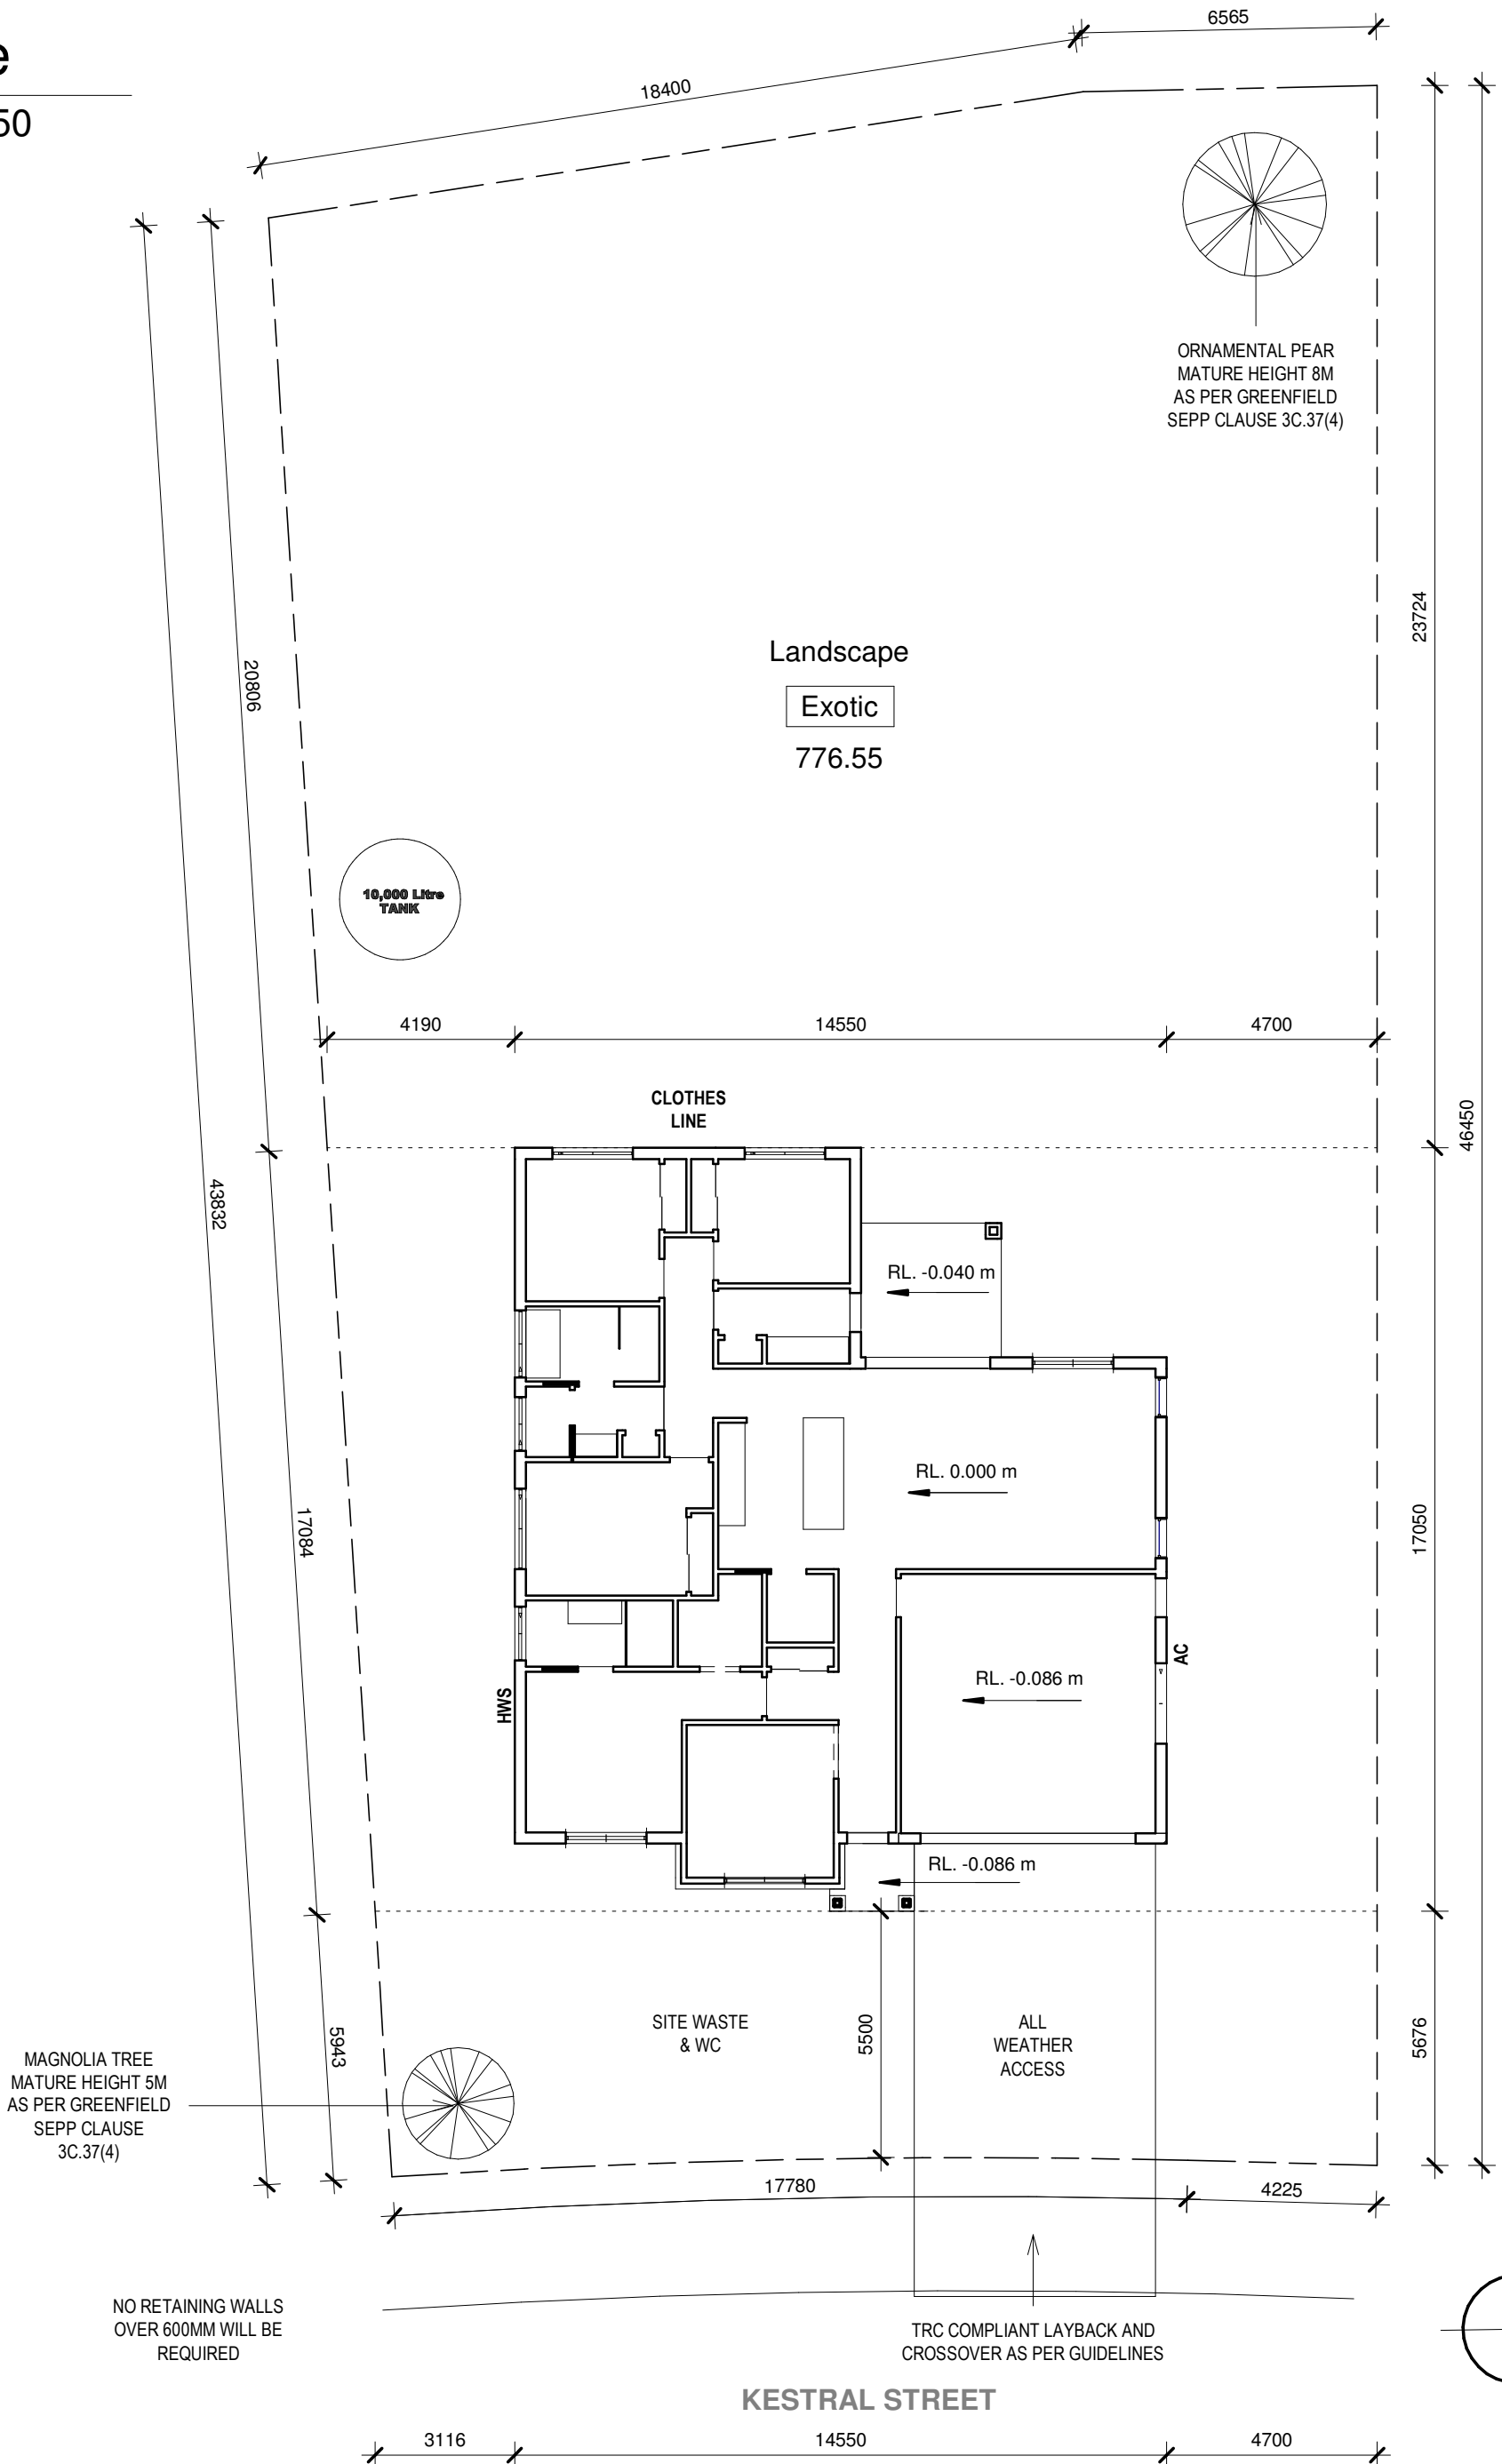 6565
18400
50
ORNAMENTAL PEAR
MATURE HEIGHT 8M
AS PER GREENFIELD
SEPP CLAUSE 3C.37(4)
23724
Landscape
Exotic
776.55
20806
10,000 Litre
TANK
4190
14550
4700
CLOTHES
LINE
46450
43832
RL. -0.040 m
RL. 0.000 m
17050
17084
AC
RL. -0.086 m
HWS
RL. -0.086 m
SITE WASTE
& WC
5500
ALL
WEATHER
ACCESS
5676
5943
MAGNOLIA TREE
MATURE HEIGHT 5M
AS PER GREENFIELD
SEPP CLAUSE
3C.37(4)
17780
4225
NO RETAINING WALLS
OVER 600MM WILL BE
REQUIRED
TRC COMPLIANT LAYBACK AND
CROSSOVER AS PER GUIDELINES
KESTRAL STREET
3116
14550
4700